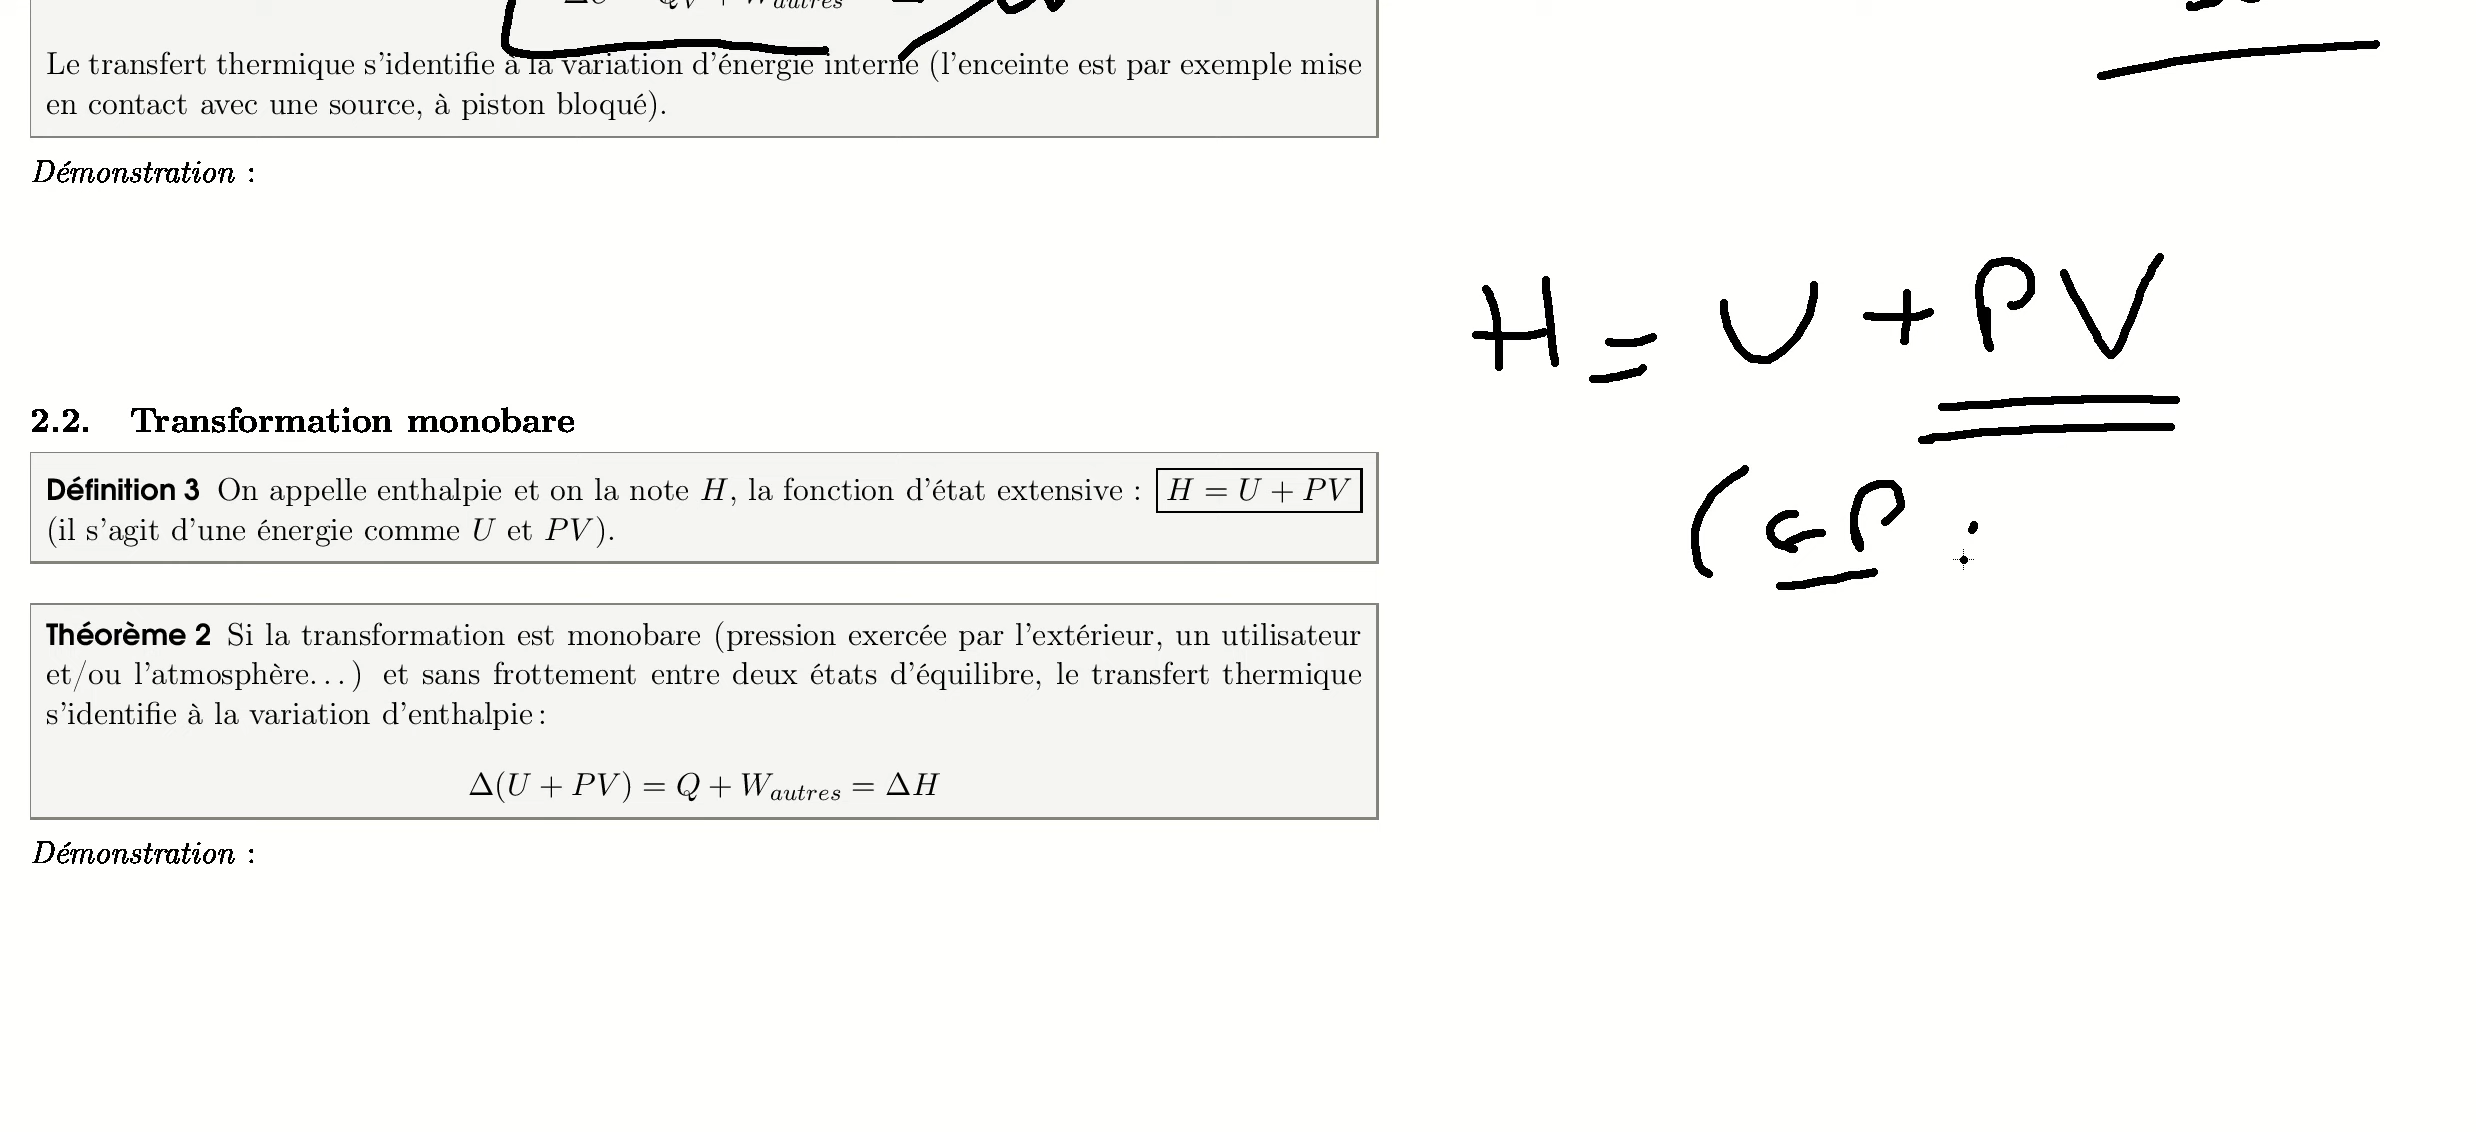 Le transfert thermique s'identifie à la variation d'énergie interne (l'enceinte est par exemple mise
en contact avec une source, à piston bloqué).
Démonstration :
H = U + PV
2.2. Transformation monobare
Définition 3 On appelle enthalpie et on la note H, la fonction d'état extensive : H = U + PV
(il s'agit d'une énergie comme U et PV).
Théorème 2 Si la transformation est monobare (pression exercée par l'extérieur, un utilisateur
et/ou l'atmosphère...) et sans frottement entre deux états d'équilibre, le transfert thermique
s'identifie à la variation d'enthalpie :
Δ(U + PV) = Q + W_autres = ΔH
Démonstration :